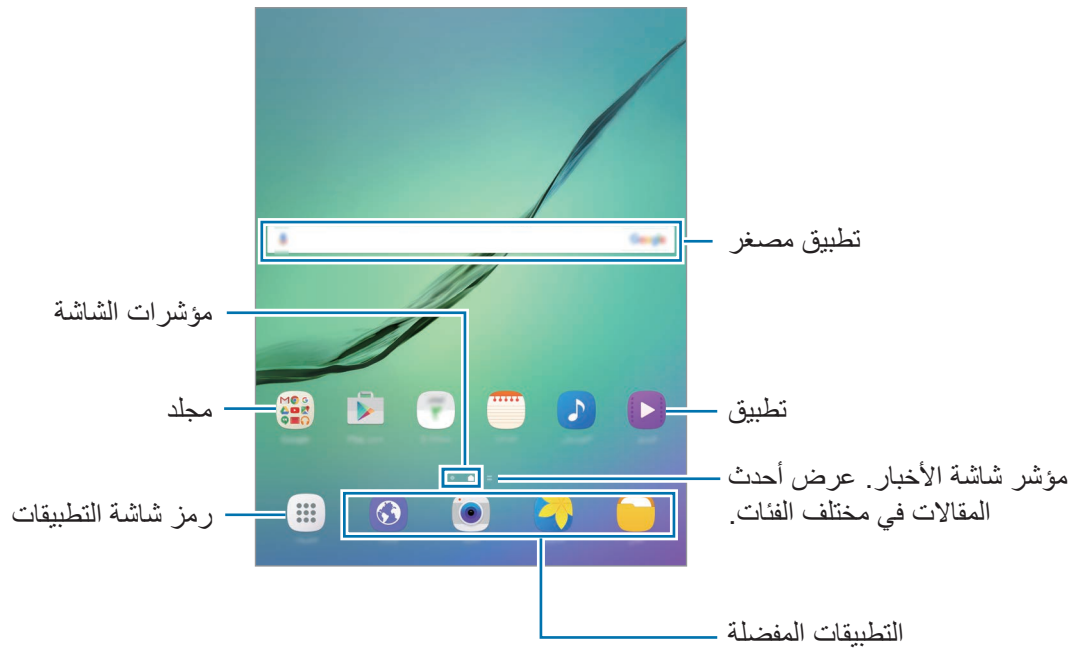 تطبيق مصغر
مؤشرات الشاشة
مجلد
تطبيق
مؤشر شاشة الأخبار. عرض أحدث
المقالات في مختلف الفئات.
رمز شاشة التطبيقات
التطبيقات المفضلة